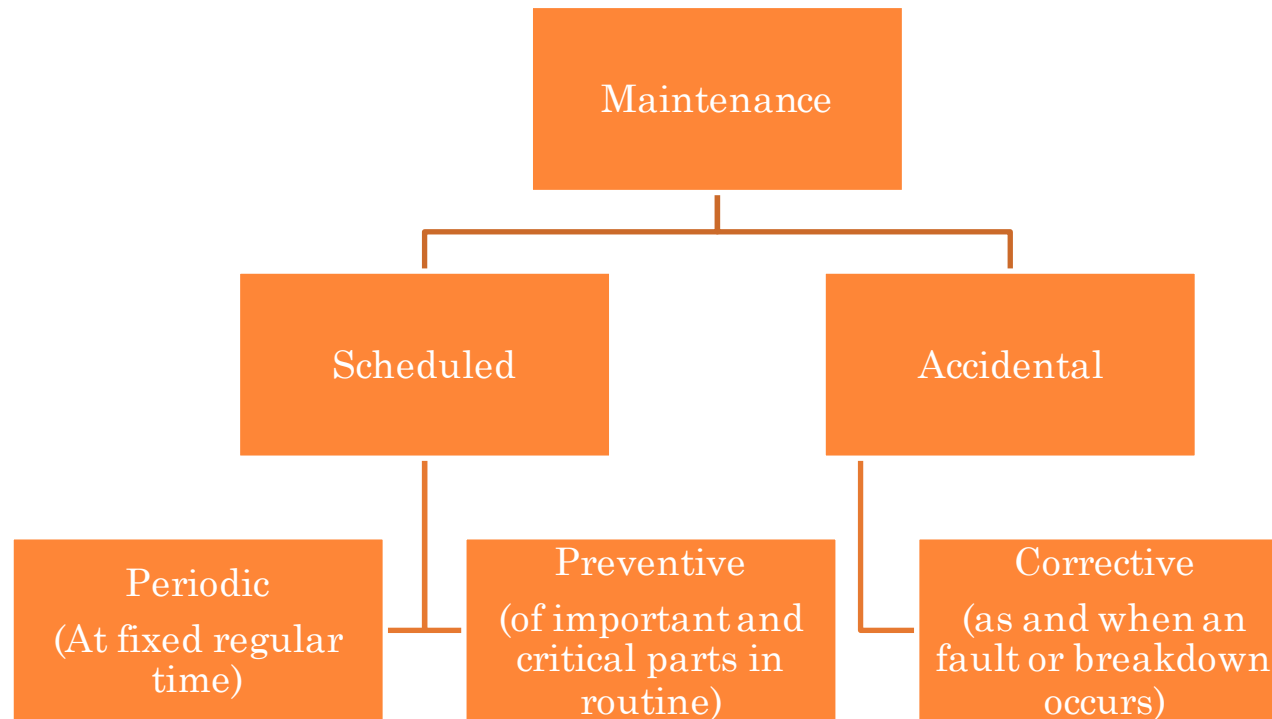 Maintenance
Scheduled
Accidental
Periodic
(At fixed regular
time)
Preventive
(of important and
critical parts in
routine)
Corrective
(as and when an
fault or breakdown
occurs)